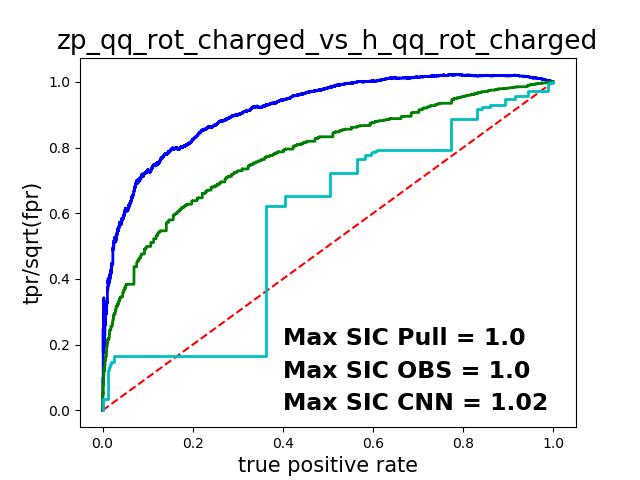 zp_qq_rot_charged_vs_h_qq_rot_charged
1.0
0.8
0.6
0.4
0.2
0.0
tpr/sqrt(fpr)
Max SIC Pull = 1.0
Max SIC OBS = 1.0
Max SIC CNN = 1.02
0.0 0.2 0.4 0.6 0.8 1.0
true positive rate